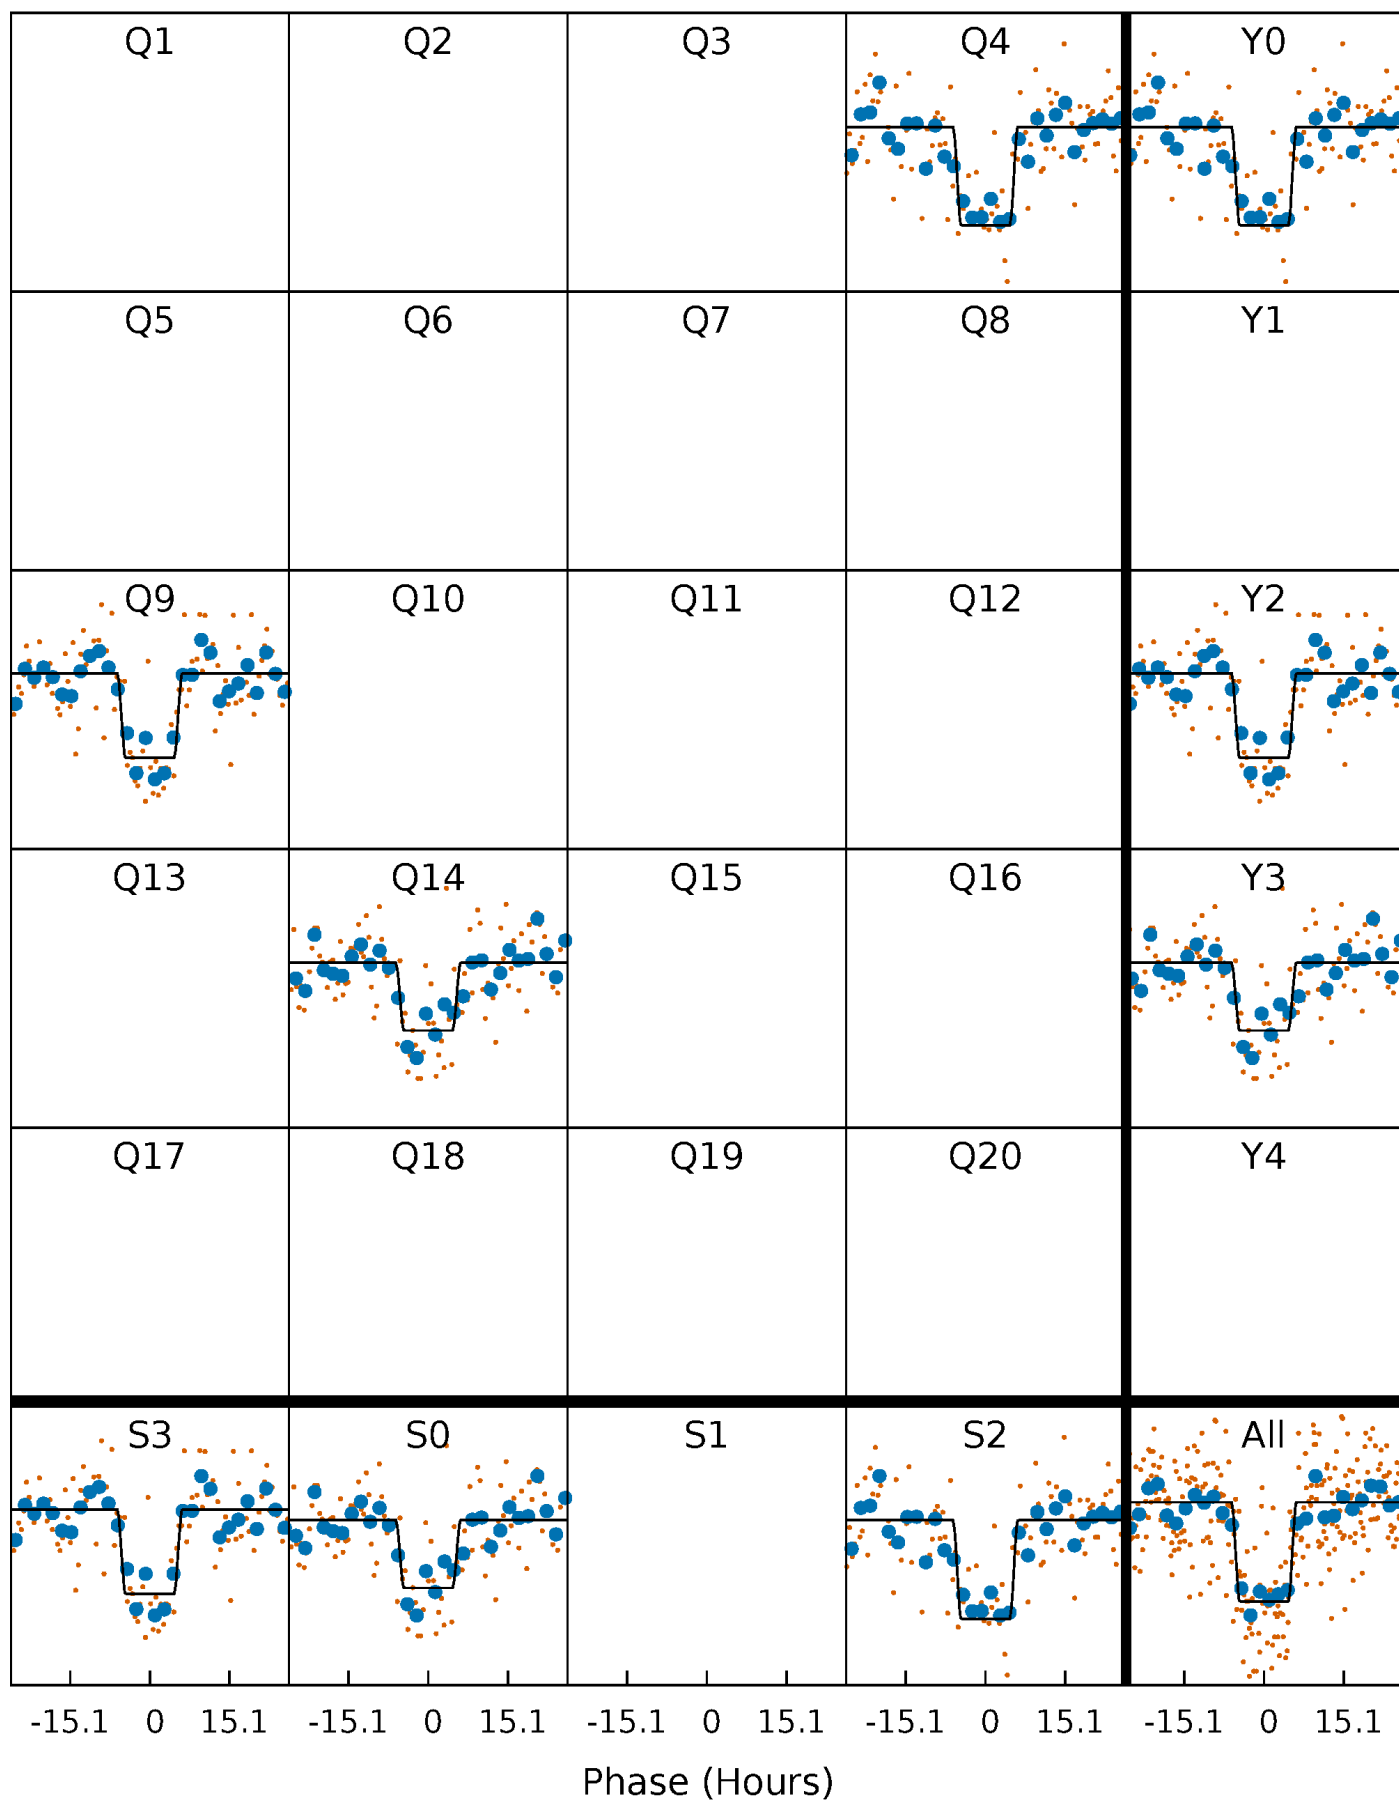 Q1 Q2 Q3 Q4 Y0
Q5 Q6 Q7 Q8 Y1
Q9 Q10 Q11 Q12 Y2
Q13 Q14 Q15 Q16 Y3
Q17 Q18 Q19 Q20 Y4
S3 S0 S1 S2 All
-15.1 0 15.1 -15.1 0 15.1 -15.1 0 15.1 -15.1 0 15.1 -15.1 0 15.1
Phase (Hours)